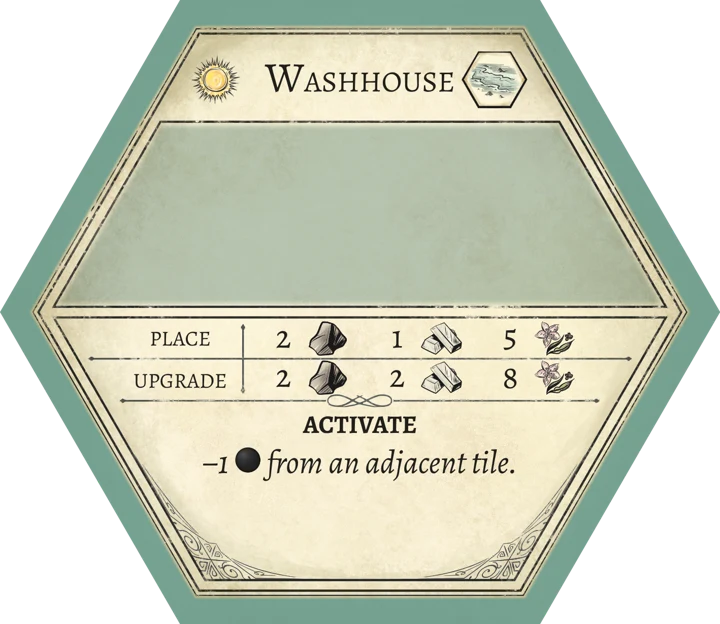 WASHHOUSE
PLACE 2 1 5
UPGRADE 2 2 8
ACTIVATE
–1 from an adjacent tile.